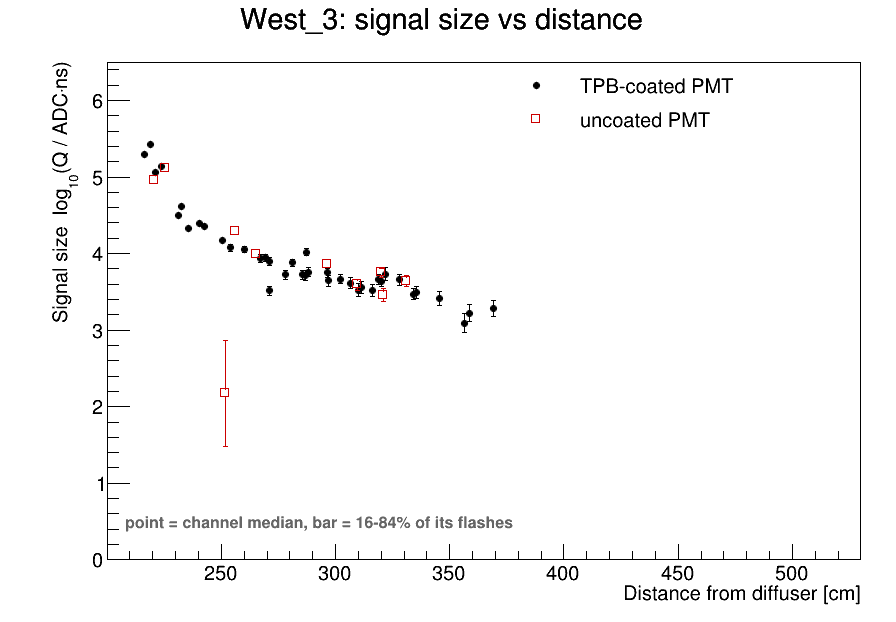 West_3: signal size vs distance
TPB-coated PMT
uncoated PMT
Signal size log10(Q / ADC·ns)
6
5
4
3
2
1
0
point = channel median, bar = 16-84% of its flashes
250 300 350 400 450 500
Distance from diffuser [cm]